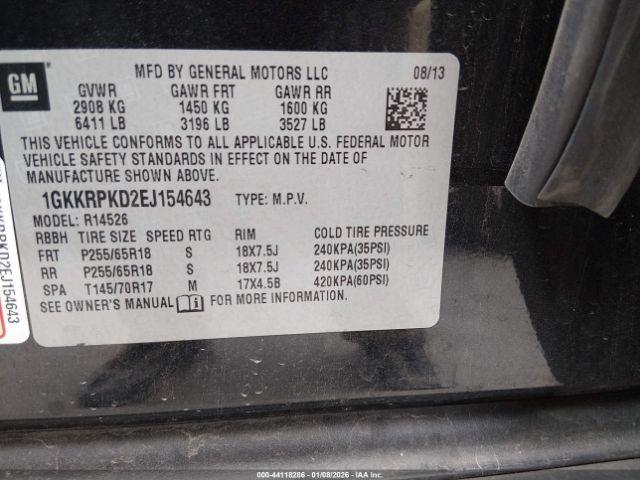 GM
MFD BY GENERAL MOTORS LLC 08/13
GVWR GAWR FRT GAWR RR
2908 KG 1450 KG 1600 KG
6411 LB 3196 LB 3527 LB
THIS VEHICLE CONFORMS TO ALL APPLICABLE U.S. FEDERAL MOTOR
VEHICLE SAFETY STANDARDS IN EFFECT ON THE DATE OF
MANUFACTURE SHOWN ABOVE.
1GKKRPKD2EJ154643 TYPE: M.P.V.
MODEL: R14526
RBBH TIRE SIZE SPEED RTG RIM COLD TIRE PRESSURE
FRT P255/65R18 S 18X7.5J 240KPA(35PSI)
RR P255/65R18 S 18X7.5J 240KPA(35PSI)
SPA T145/70R17 M 17X4.5B 420KPA(60PSI)
SEE OWNER'S MANUAL FOR MORE INFORMATION.
000-44118286 - 01/08/2026 - IAAI.COM